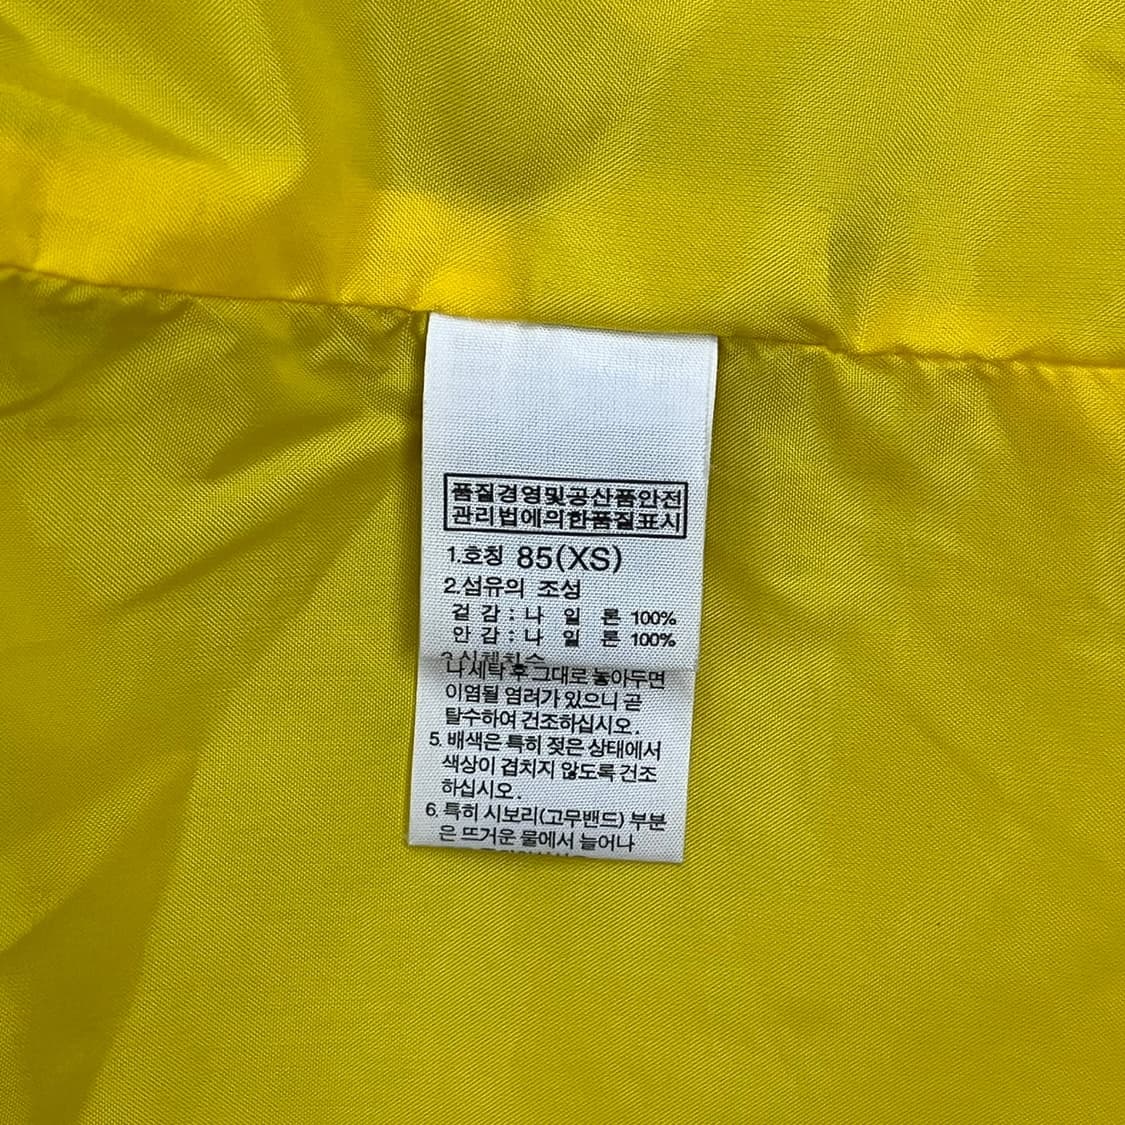 품질경영및공산품안전
관리법에의한품질표시
1.호칭 85(XS)
2.섬유의 조성
겉 감 : 나 일 론 100%
안 감 : 나 일 론 100%
3.신체치수
나 세탁 후 그대로 놓아두면
이염될 염려가 있으니 곧
탈수하여 건조하십시오.
5. 배색은 특히 젖은 상태에서
색상이 겹치지 않도록 건조
하십시오.
6. 특히 시보리(고무밴드) 부분
은 뜨거운 물에서 늘어나